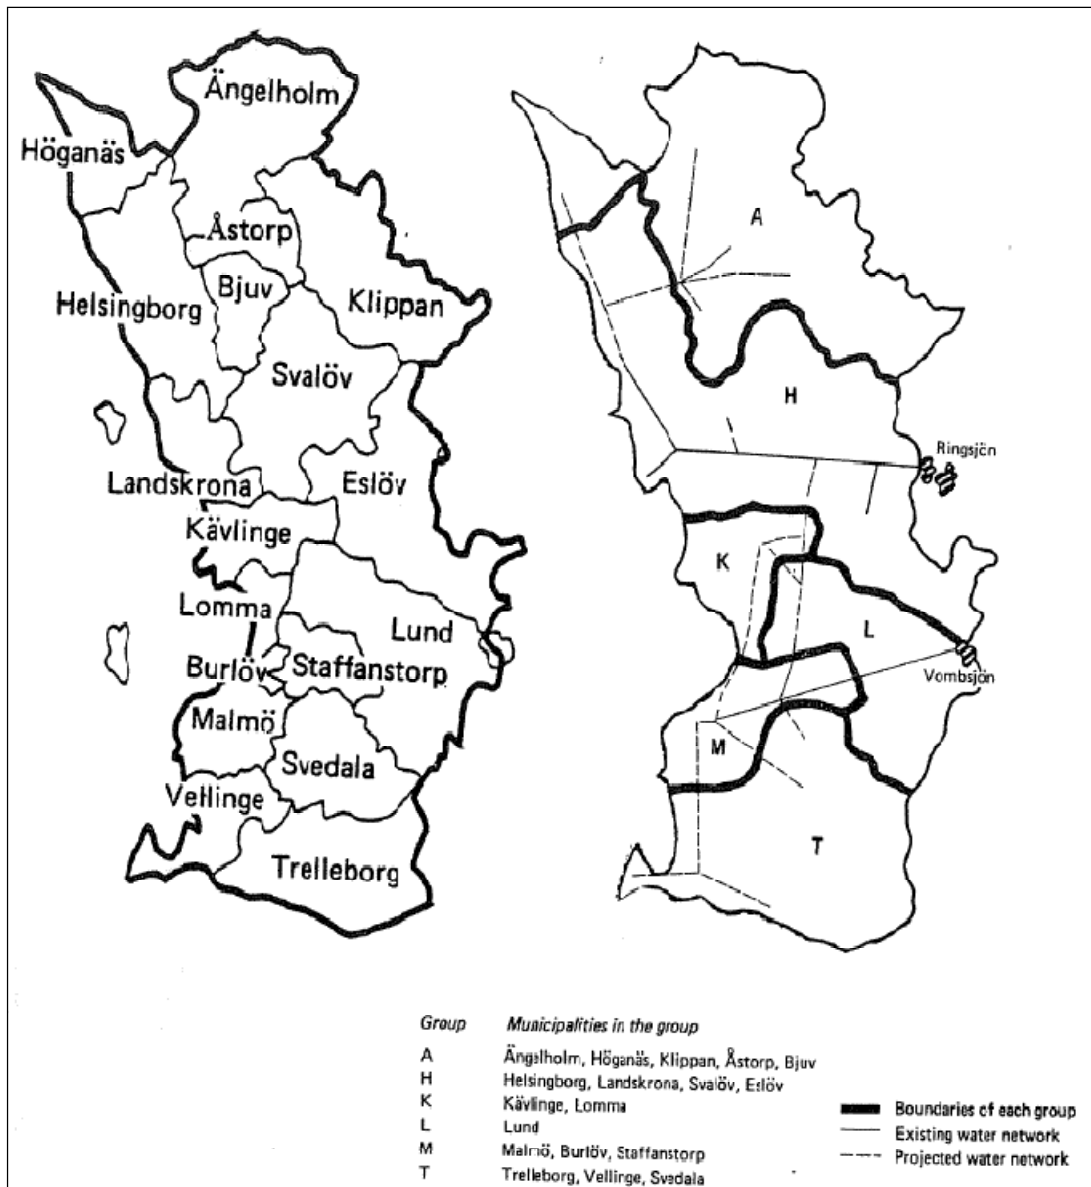 Ängelholm
Höganäs
Åstorp
Bjuv
Helsingborg
Klippan
Svalöv
Landskrona
Eslöv
Kävlinge
Lomma
Lund
Burlöv
Staffanstorp
Malmö
Svedala
Vellinge
Trelleborg
A
H
Ringsjön
K
L
Vombsjön
M
T
Group Municipalities in the group
A Ängelholm, Höganäs, Klippan, Åstorp, Bjuv
H Helsingborg, Landskrona, Svalöv, Eslöv
K Kävlinge, Lomma
L Lund
M Malmö, Burlöv, Staffanstorp
T Trelleborg, Vellinge, Svedala
Boundaries of each group
Existing water network
Projected water network